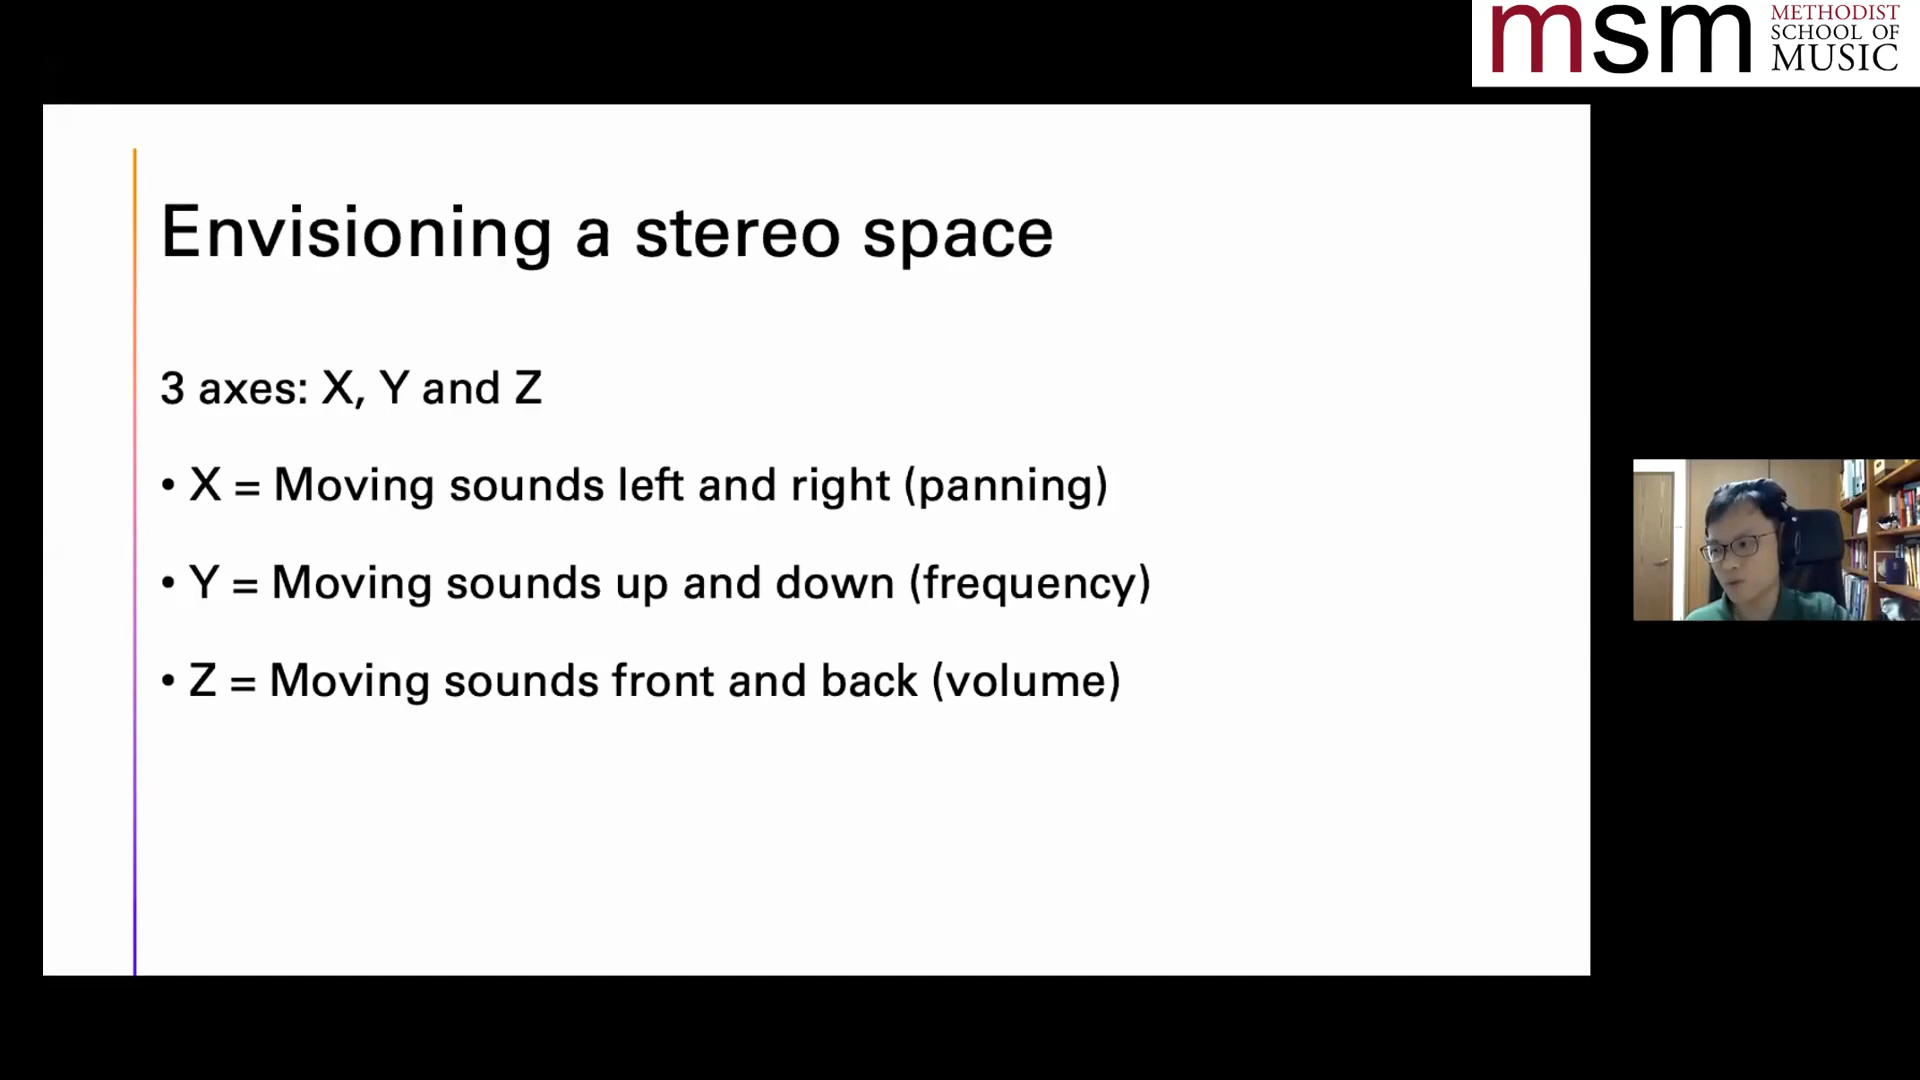 msm METHODIST
SCHOOL OF
MUSIC
Envisioning a stereo space
3 axes: X, Y and Z
• X = Moving sounds left and right (panning)
• Y = Moving sounds up and down (frequency)
• Z = Moving sounds front and back (volume)